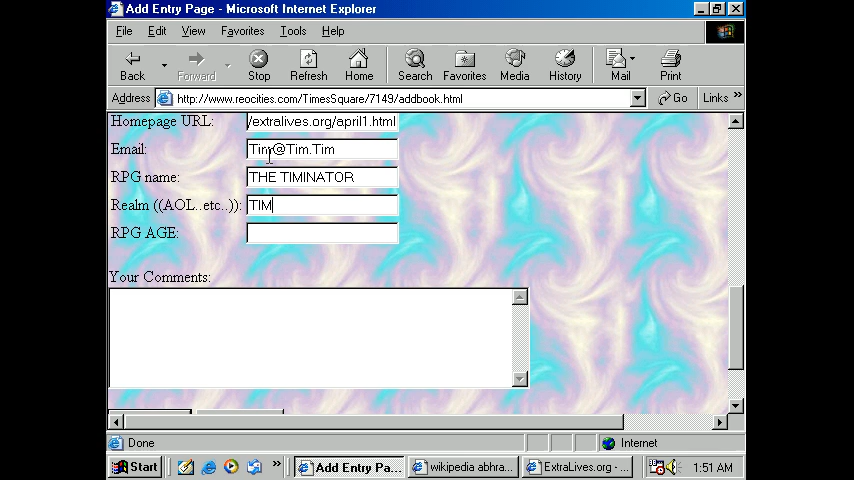 Add Entry Page - Microsoft Internet Explorer
File Edit View Favorites Tools Help
Back Forward Stop Refresh Home Search Favorites Media History Mail Print
Address http://www.reocities.com/TimesSquare/7149/addbook.html Go Links »
Homepage URL: /extralives.org/april1.html
Email: Tim@Tim.Tim
RPG name: THE TIMINATOR
Realm ((AOL..etc..)): TIM
RPG AGE:
Your Comments:
Done Internet
Start » Add Entry Pa... wikipedia abhra... ExtraLives.org - ... 1:51 AM